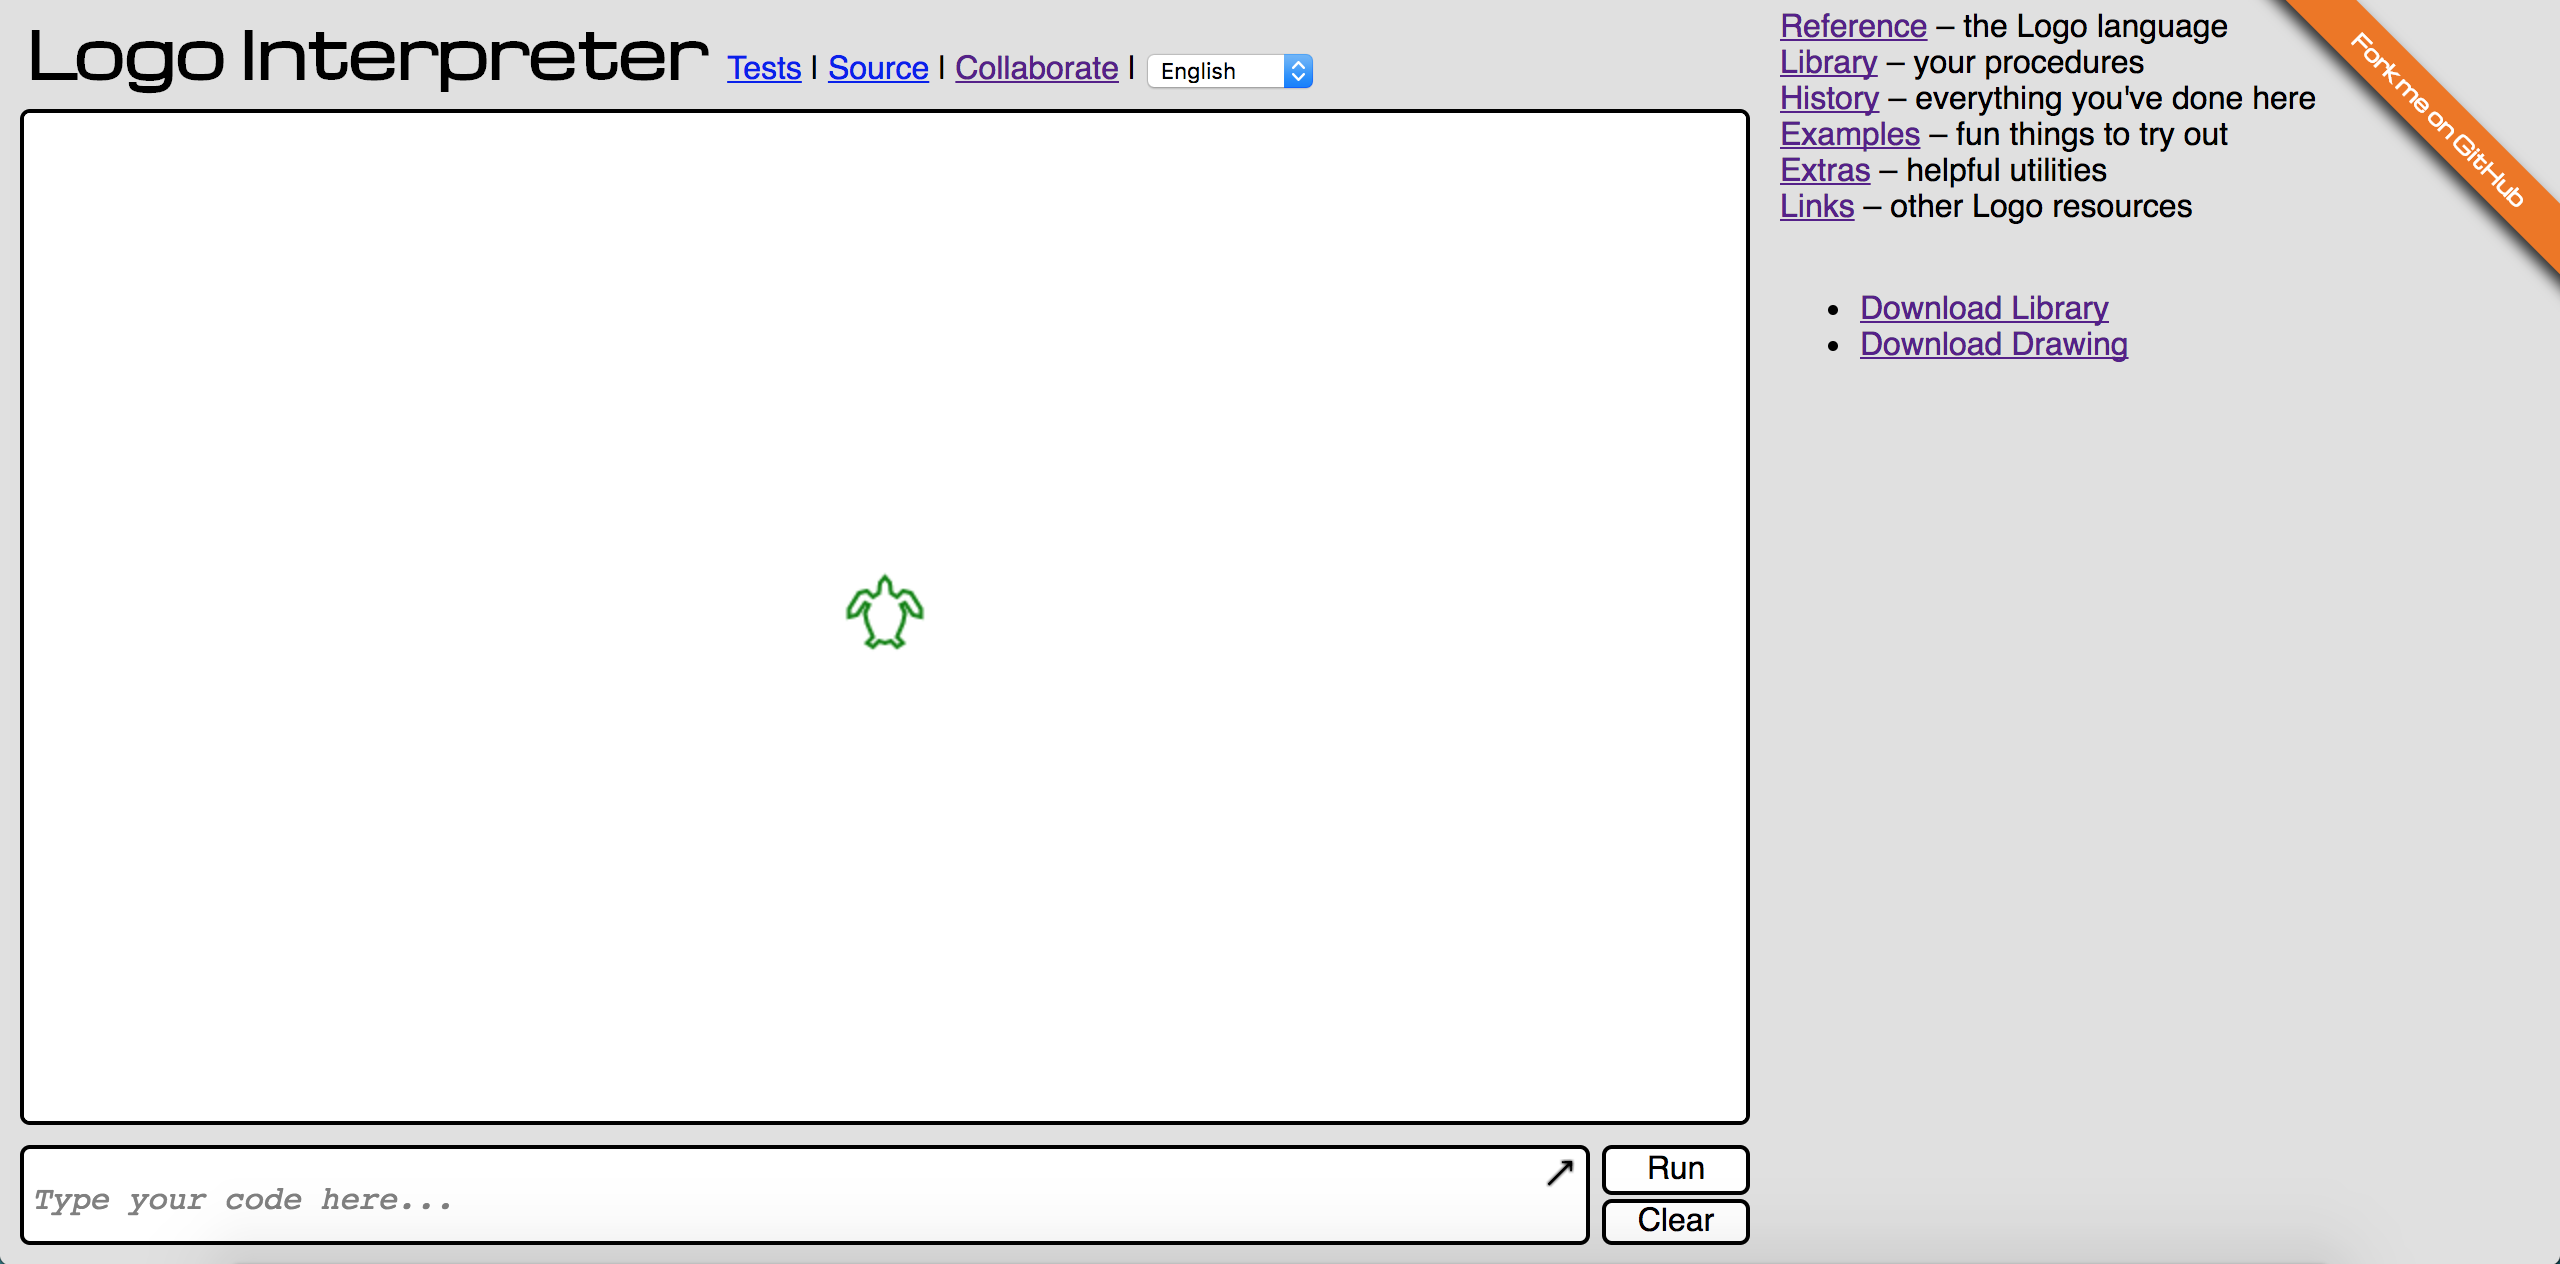 Logo Interpreter Tests | Source | Collaborate | English
Reference – the Logo language
Library – your procedures
History – everything you've done here
Examples – fun things to try out
Extras – helpful utilities
Links – other Logo resources
Fork me on GitHub
• Download Library
• Download Drawing
Type your code here...
Run
Clear